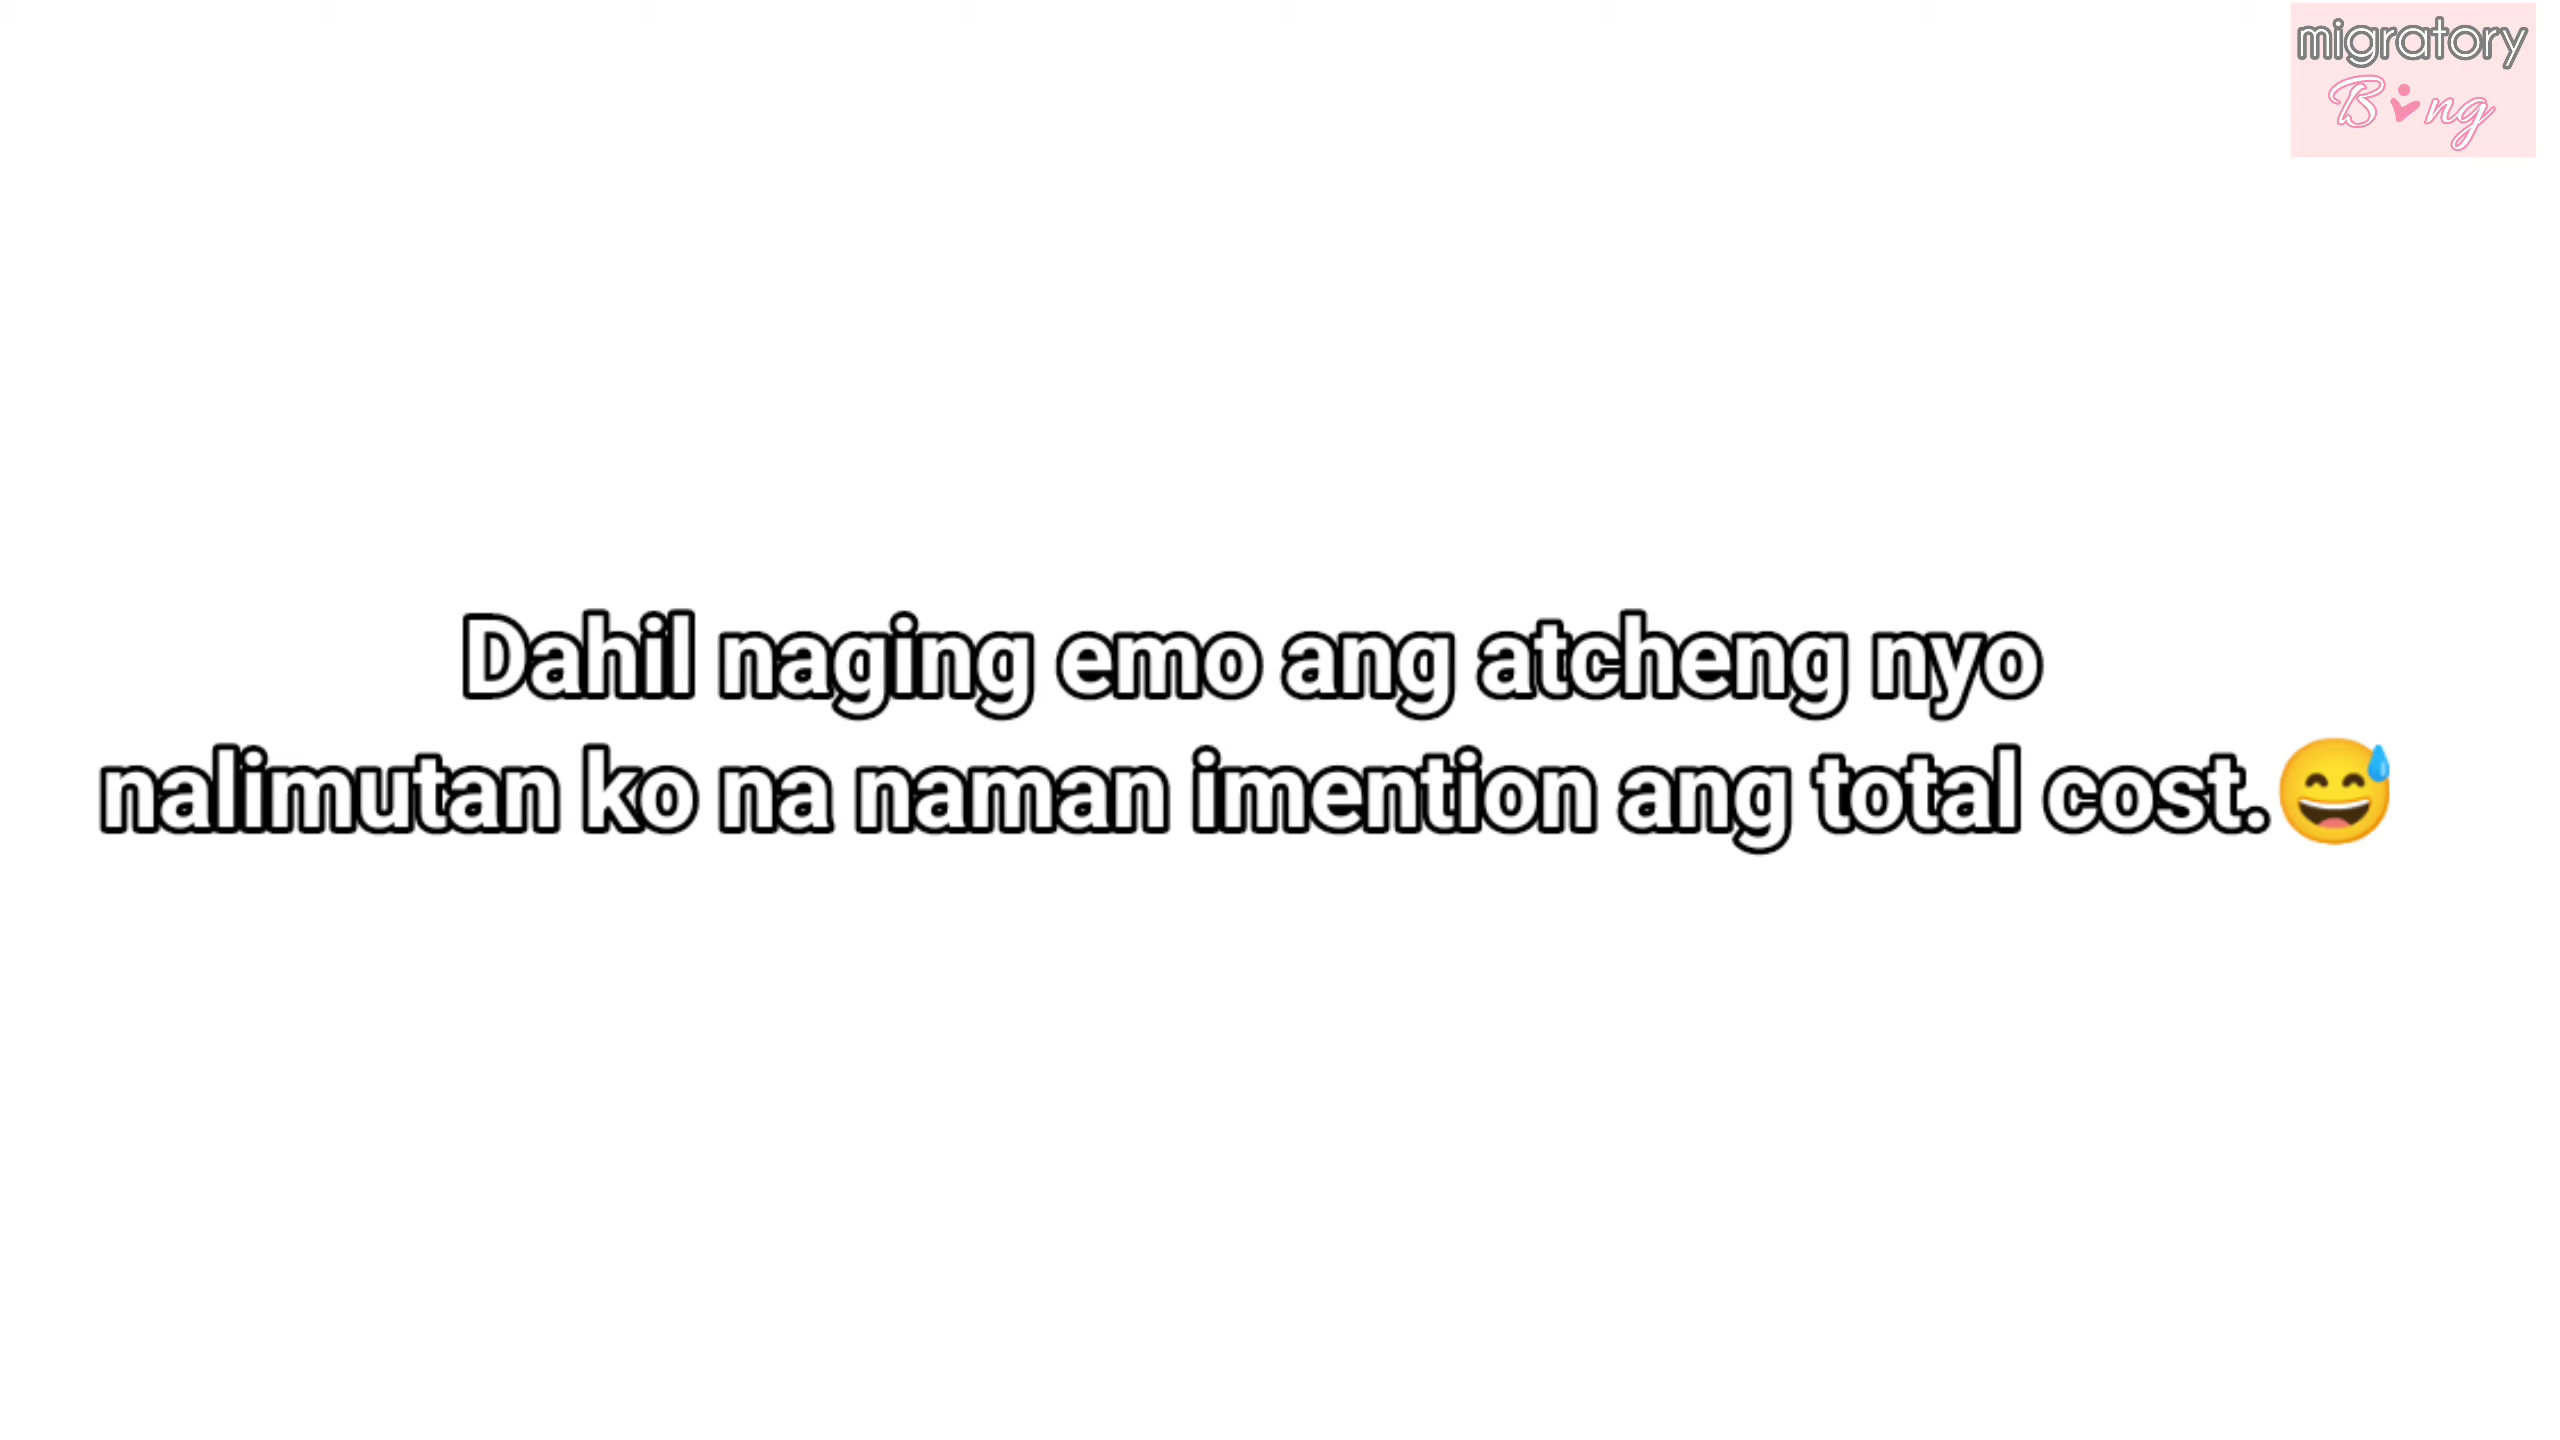 migratory
Bing
Dahil naging emo ang atcheng nyo
nalimutan ko na naman imention ang total cost.😅